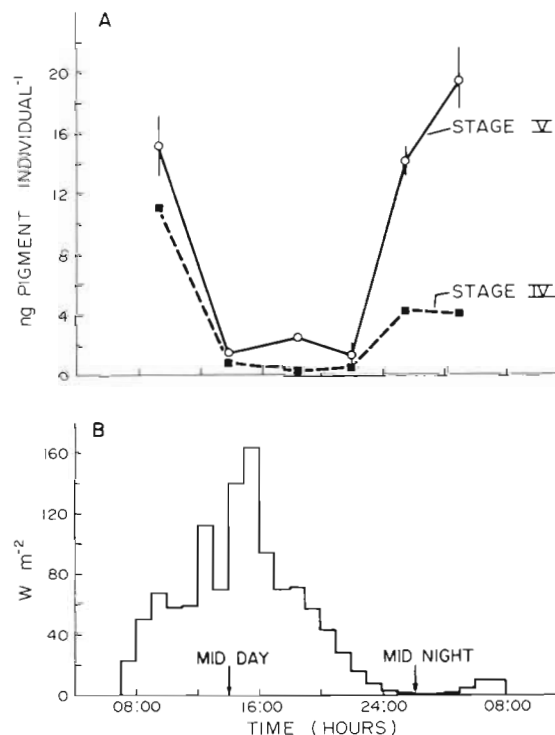 A
20
16
12
8
4
0
ng PIGMENT INDIVIDUAL⁻¹
STAGE V
STAGE IV
B
160
120
80
40
0
W m⁻²
MID DAY
MID NIGHT
08:00
16:00
24:00
08:00
TIME (HOURS)